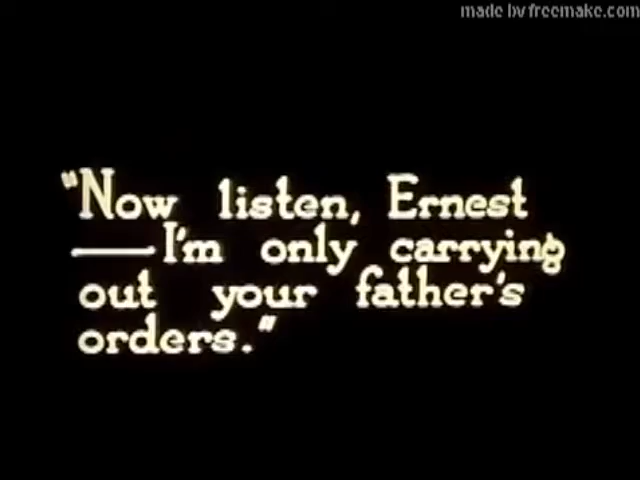 made by freemake.com
"Now listen, Ernest
—I'm only carrying
out your father's
orders."